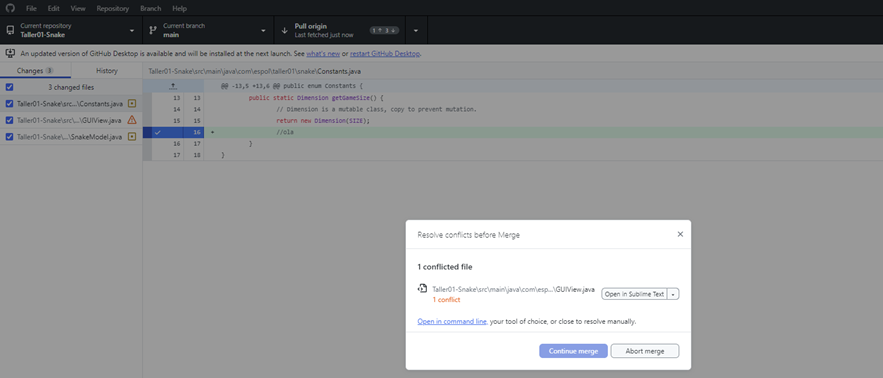 File Edit View Repository Branch Help
Current repository
Taller01-Snake
Current branch
main
Pull origin
Last fetched just now
1 3
An updated version of GitHub Desktop is available and will be installed at the next launch. See what's new or restart GitHub Desktop.
Changes 3
History
3 changed files
Taller01-Snake\src...\Constants.java
Taller01-Snake\src...\GUIView.java
Taller01-Snake\...\SnakeModel.java
Taller01-Snake\src\main\java\com\espol\taller01\snake\Constants.java
@@ -13,5 +13,6 @@ public enum Constants {
13 13 public static Dimension getGameSize() {
14 14 // Dimension is a mutable class, copy to prevent mutation.
15 15 return new Dimension(SIZE);
16 + //ola
16 17 }
17 18 }
Resolve conflicts before Merge
1 conflicted file
Taller01-Snake\src\main\java\com\esp...\GUIView.java
1 conflict
Open in Sublime Text
Open in command line, your tool of choice, or close to resolve manually.
Continue merge
Abort merge